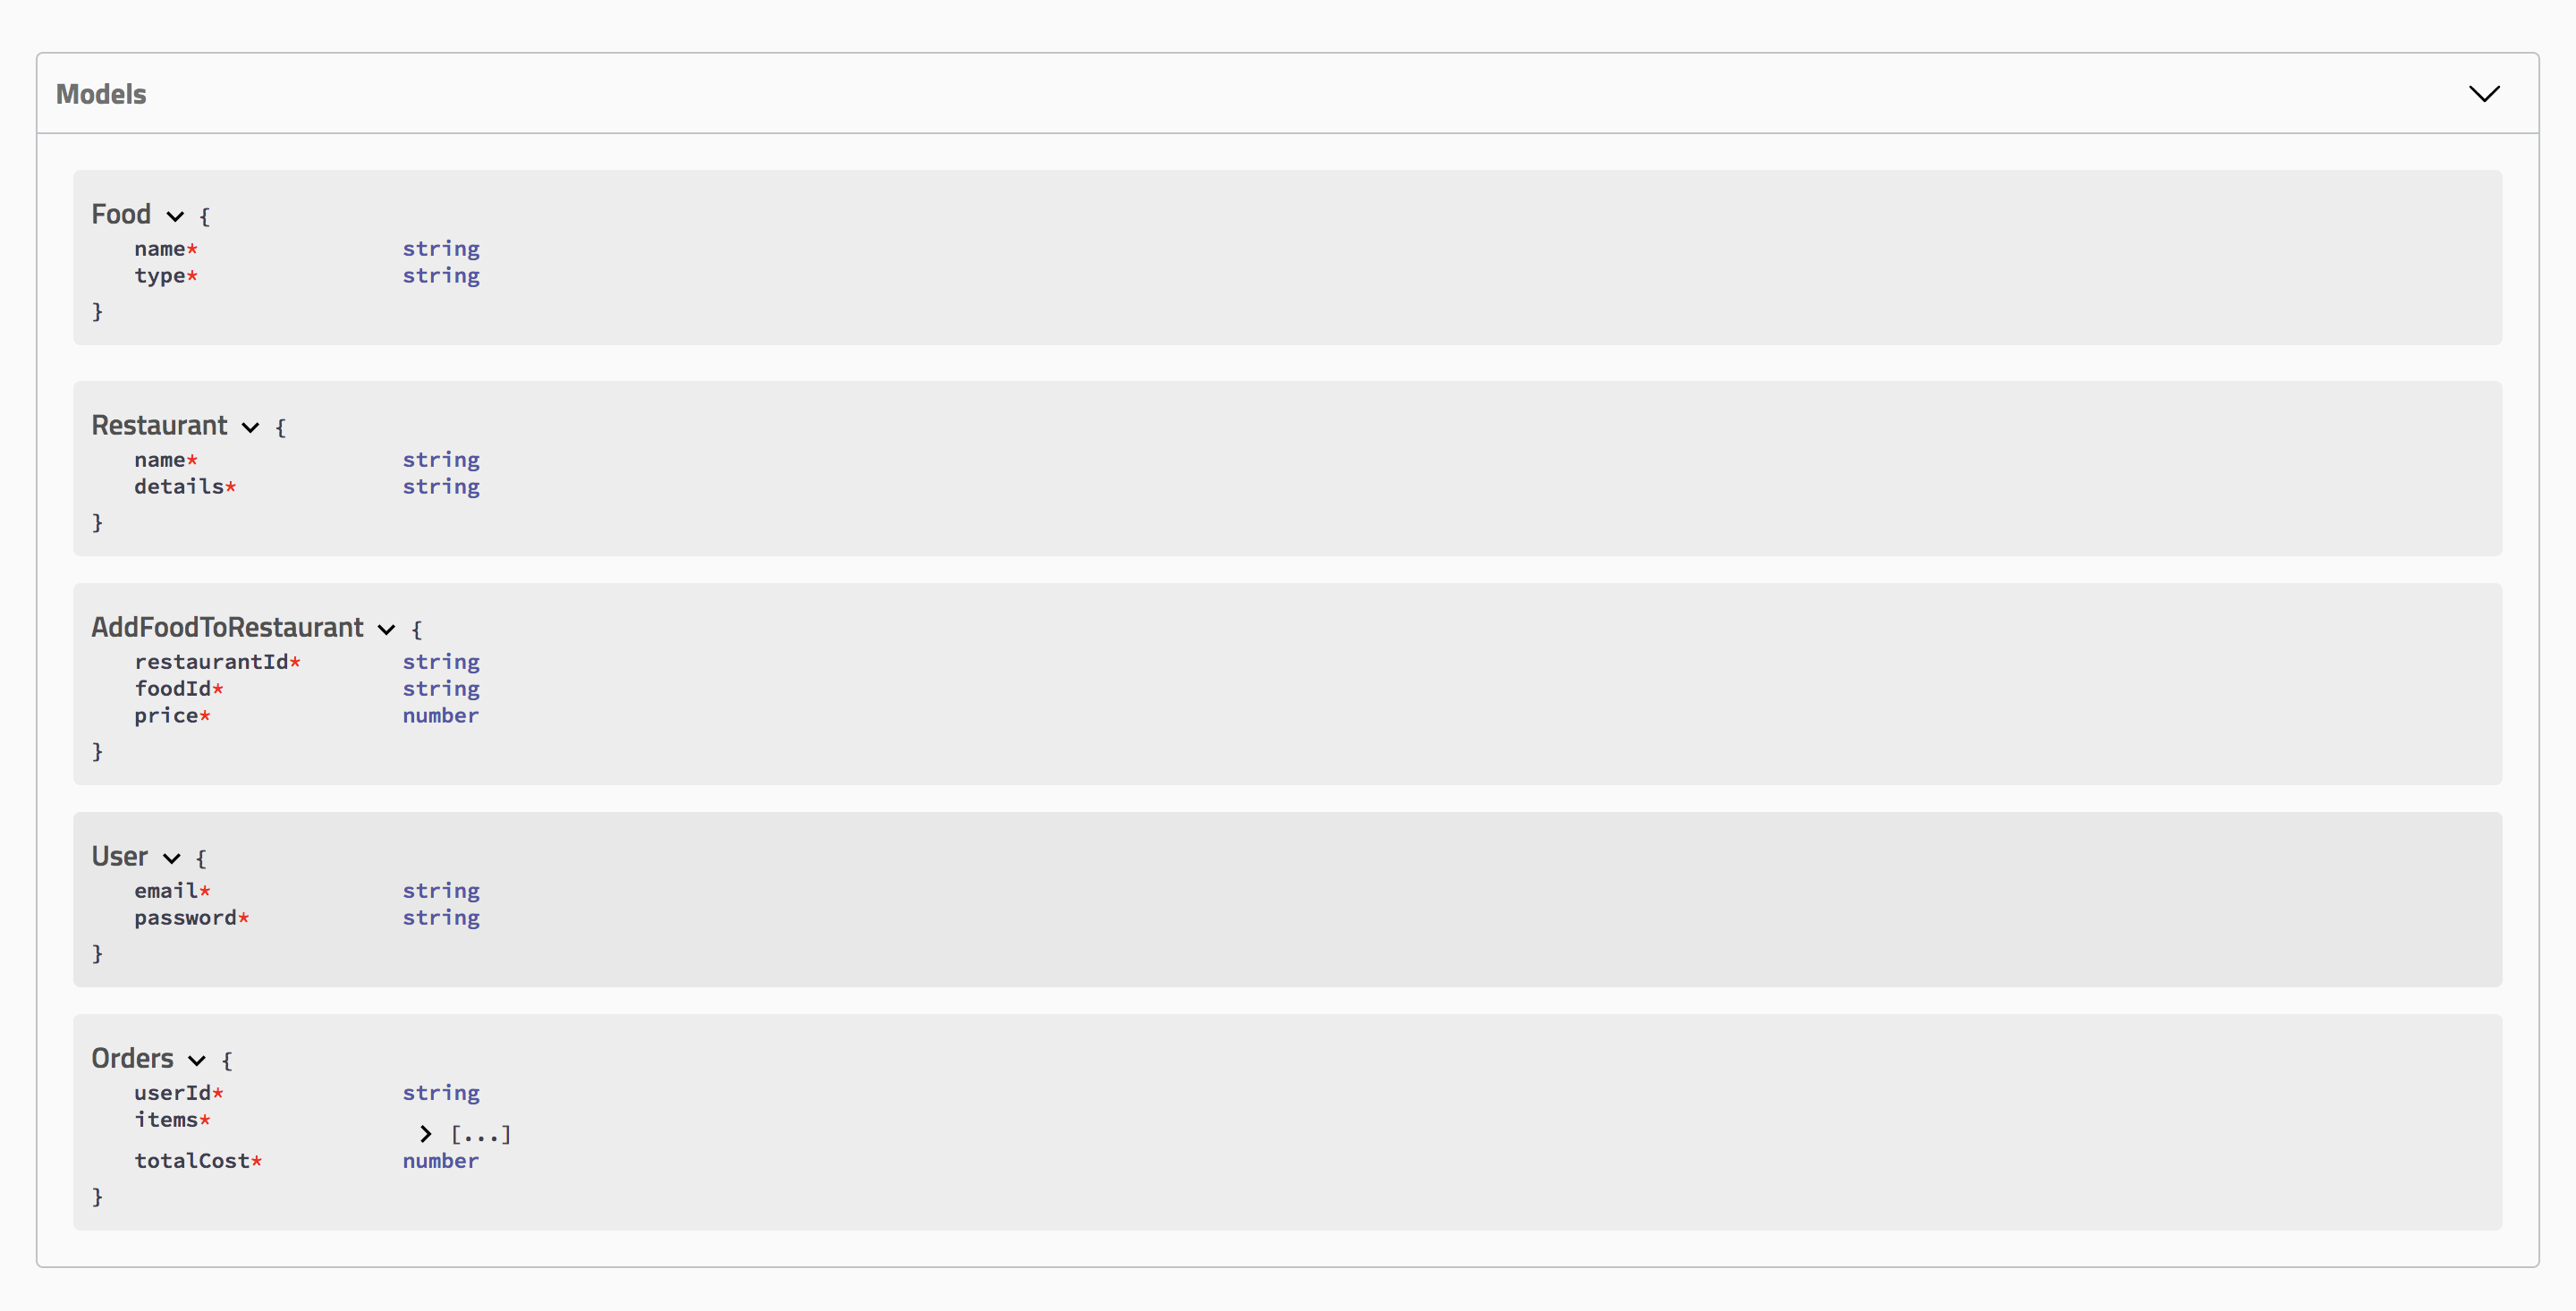 Models
Food {
name* string
type* string
}
Restaurant {
name* string
details* string
}
AddFoodToRestaurant {
restaurantId* string
foodId* string
price* number
}
User {
email* string
password* string
}
Orders {
userId* string
items*
[...]
totalCost* number
}